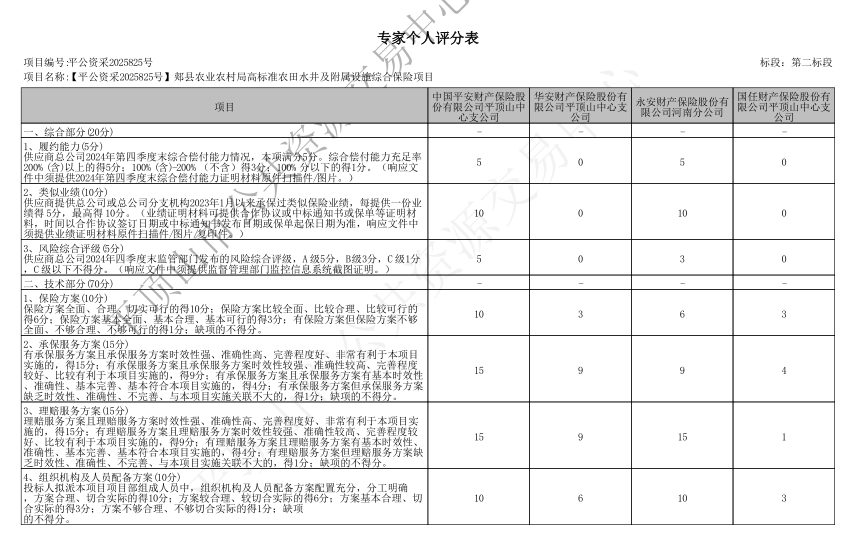 专家个人评分表
项目编号:平公资采2025825号
标段: 第二标段
项目名称:【平公资采2025825号】郏县农业农村局高标准农田水井及附属设施综合保险项目
项目
中国平安财产保险股
份有限公司平顶山中
心支公司
华安财产保险股份有
限公司平顶山中心支
公司
永安财产保险股份有
限公司河南分公司
国任财产保险股份有
限公司平顶山中心支
公司
一、综合部分(20分)
-
-
-
-
1、履约能力(5分)
供应商总公司2024年第四季度末综合偿付能力情况, 本项满分5分。综合偿付能力充足率
200%(含)以上的得5分; 100%(含)-200% （不含）得3分; 100% 分以下的得1分。（响应文
件中须提供2024年第四季度末综合偿付能力证明材料原件扫描件/图片。)
5
0
5
0
2、类似业绩(10分)
供应商提供总公司或总公司分支机构2023年1月以来承保过类似保险业绩, 每提供一份业
绩得 5分, 最高得 10分。（业绩证明材料可提供合作协议或中标通知书或保单等证明材
料, 时间以合作协议签订日期或中标通知书发布日期或保单起保日期为准, 响应文件中
须提供业绩证明材料原件扫描件/图片/复印件。)
10
0
10
0
3、风险综合评级(5分)
供应商总公司2024年四季度末监管部门发布的风险综合评级, A 级5分, B级3分, C 级1分
, C 级以下不得分。（响应文件中须提供监督管理部门监控信息系统截图证明。)
5
0
3
0
二、技术部分(70分)
-
-
-
-
1、保险方案(10分)
保险方案全面、合理、切实可行的得10分; 保险方案比较全面、比较合理、比较可行的
得6分; 保险方案基本全面、基本合理、基本可行的得3分; 有保险方案但保险方案不够
全面、不够合理、不够可行的得1分; 缺项的不得分。
10
3
6
3
2、承保服务方案(15分)
有承保服务方案且承保服务方案时效性强、准确性高、完善程度好、非常有利于本项目
实施的, 得15分; 有承保服务方案且承保服务方案时效性较强、准确性较高、完善程度
较好、比较有利于本项目实施的, 得9分; 有承保服务方案且承保服务方案有基本时效性
、准确性、基本完善、基本符合本项目实施的, 得4分; 有承保服务方案但承保服务方案
缺乏时效性、准确性、不完善、与本项目实施关联不大的, 得1分; 缺项的不得分。
15
9
9
4
3、理赔服务方案(15分)
理赔服务方案且理赔服务方案时效性强、准确性高、完善程度好、非常有利于本项目实
施的, 得15分; 有理赔服务方案且理赔服务方案时效性较强、准确性较高、完善程度较
好、比较有利于本项目实施的, 得9分; 有理赔服务方案且理赔服务方案有基本时效性、
准确性、基本完善、基本符合本项目实施的, 得4分; 有理赔服务方案但理赔服务方案缺
乏时效性、准确性、不完善、与本项目实施关联不大的, 得1分; 缺项的不得分。
15
9
15
1
4、组织机构及人员配备方案(10分)
投标人拟派本项目项目部组成人员中, 组织机构及人员配备方案配置充分, 分工明确
, 方案合理、切合实际的得10分; 方案较合理、较切合实际的得6分; 方案基本合理、切
合实际的得3分; 方案不够合理、不够切合实际的得1分; 缺项
的不得分。
10
6
10
3
平顶山市公共资源交易中心
公共资源交易中心